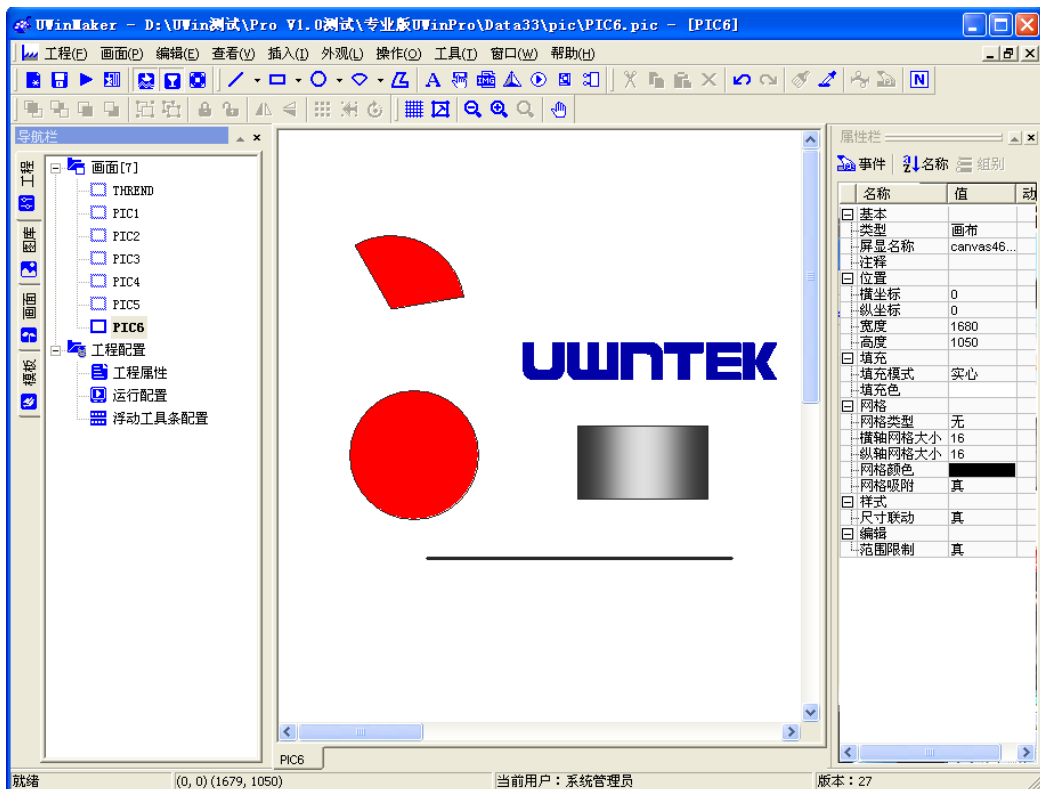 UWinMaker - D:\UWin测试\Pro V1.0测试\专业版UWinPro\Data33\pic\PIC6.pic - [PIC6]
工程(F) 画面(P) 编辑(E) 查看(V) 插入(I) 外观(L) 操作(O) 工具(T) 窗口(W) 帮助(H)
A N
导航栏
工程
图库
画面
模板
画面[7]
THREND
PIC1
PIC2
PIC3
PIC4
PIC5
PIC6
工程配置
工程属性
运行配置
浮动工具条配置
UWNTEK
PIC6
属性栏
事件 名称 组别
名称 值 动
基本
类型 画布
屏显名称 canvas46...
注释
位置
横坐标 0
纵坐标 0
宽度 1680
高度 1050
填充
填充模式 实心
填充色
网格
网格类型 无
横轴网格大小 16
纵轴网格大小 16
网格颜色
网格吸附 真
样式
尺寸联动 真
编辑
范围限制 真
就绪 (0, 0) (1679, 1050) 当前用户：系统管理员 版本：27